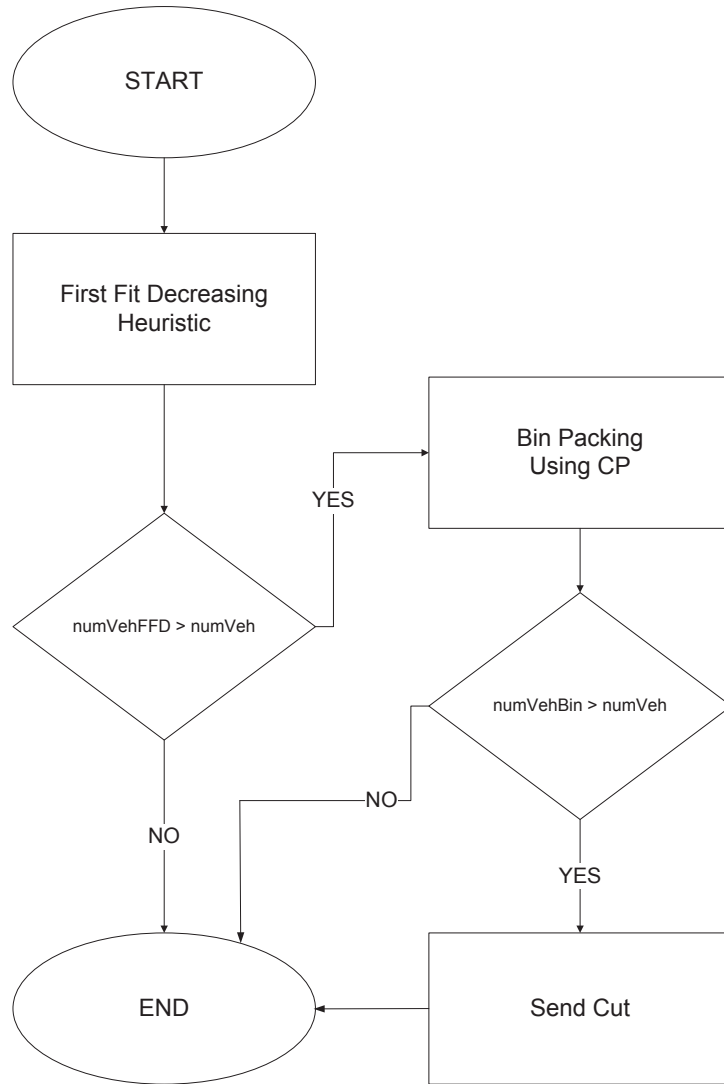 START
First Fit Decreasing
Heuristic
Bin Packing
Using CP
YES
numVehFFD > numVeh
numVehBin > numVeh
NO
NO
YES
END
Send Cut